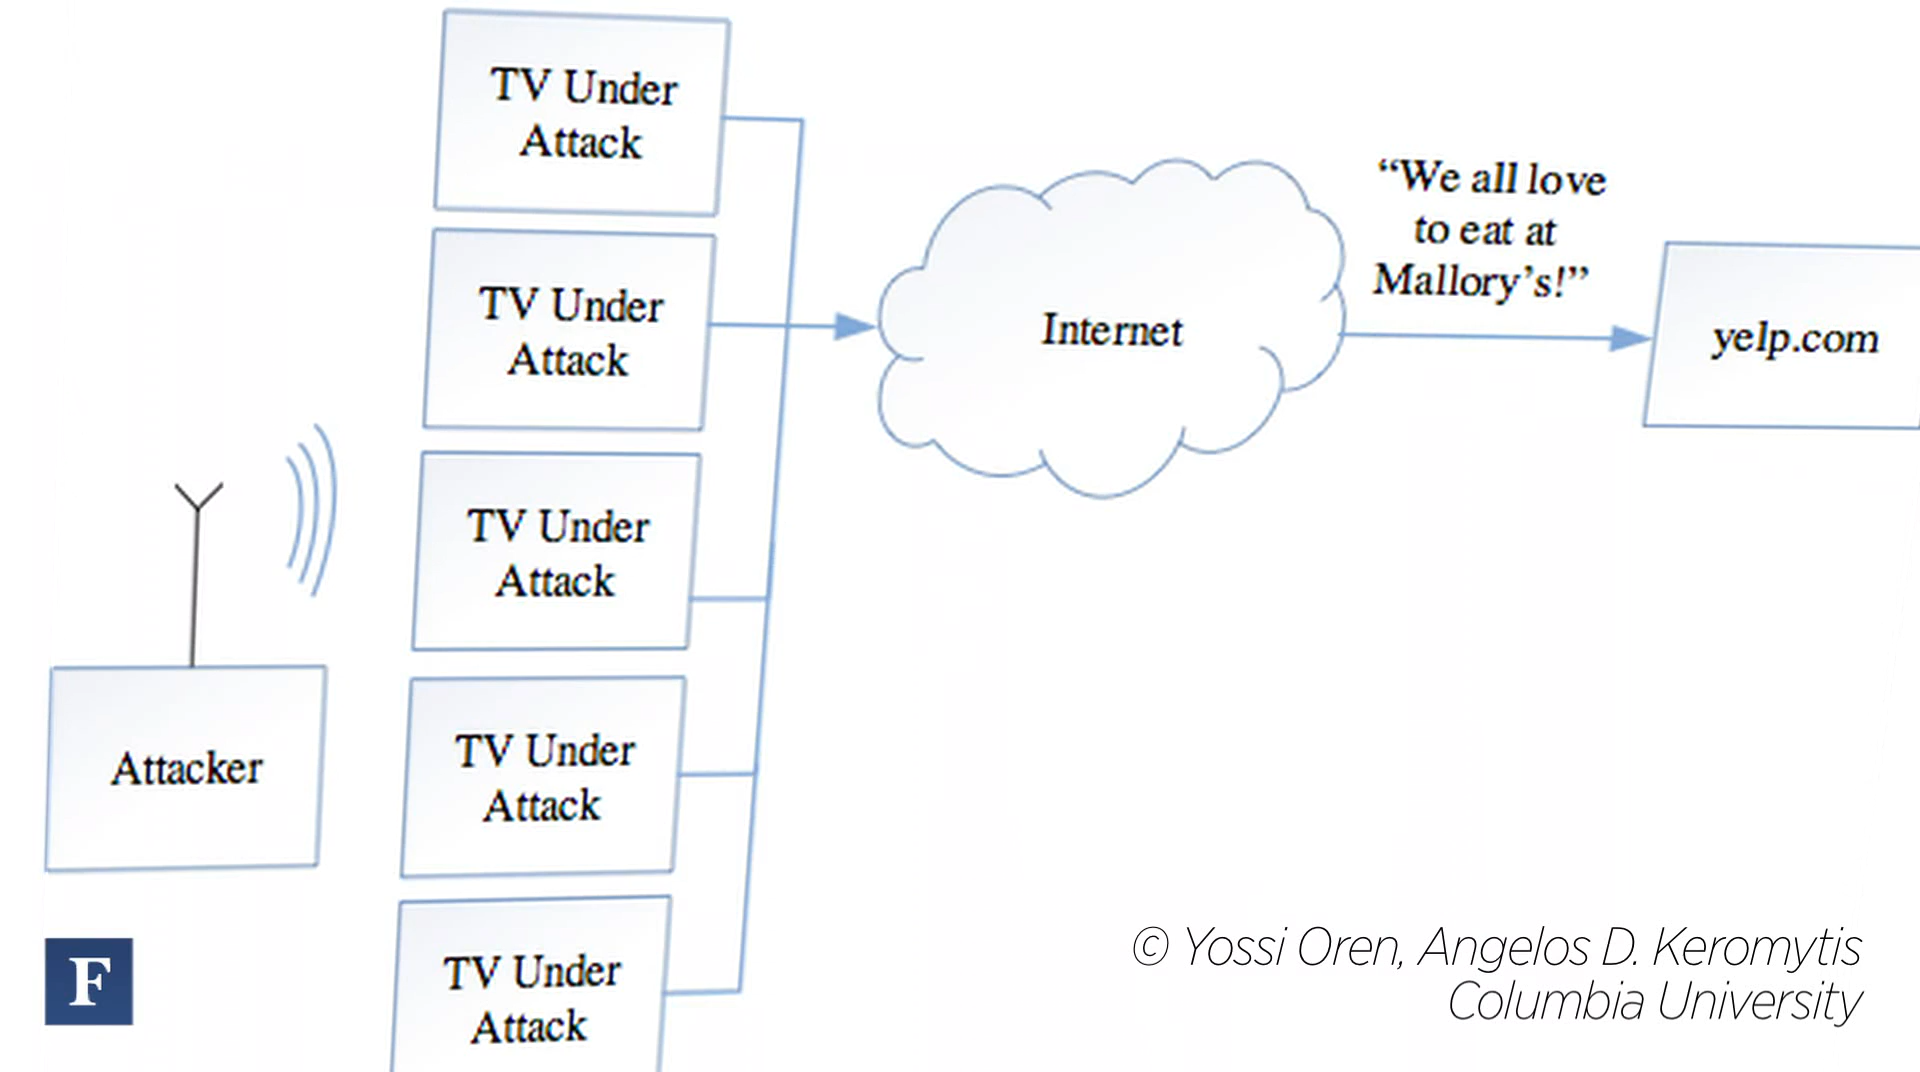 TV Under
Attack
TV Under
Attack
TV Under
Attack
TV Under
Attack
TV Under
Attack
Attacker
Internet
“We all love
to eat at
Mallory’s!”
yelp.com
F
© Yossi Oren, Angelos D. Keromytis
Columbia University